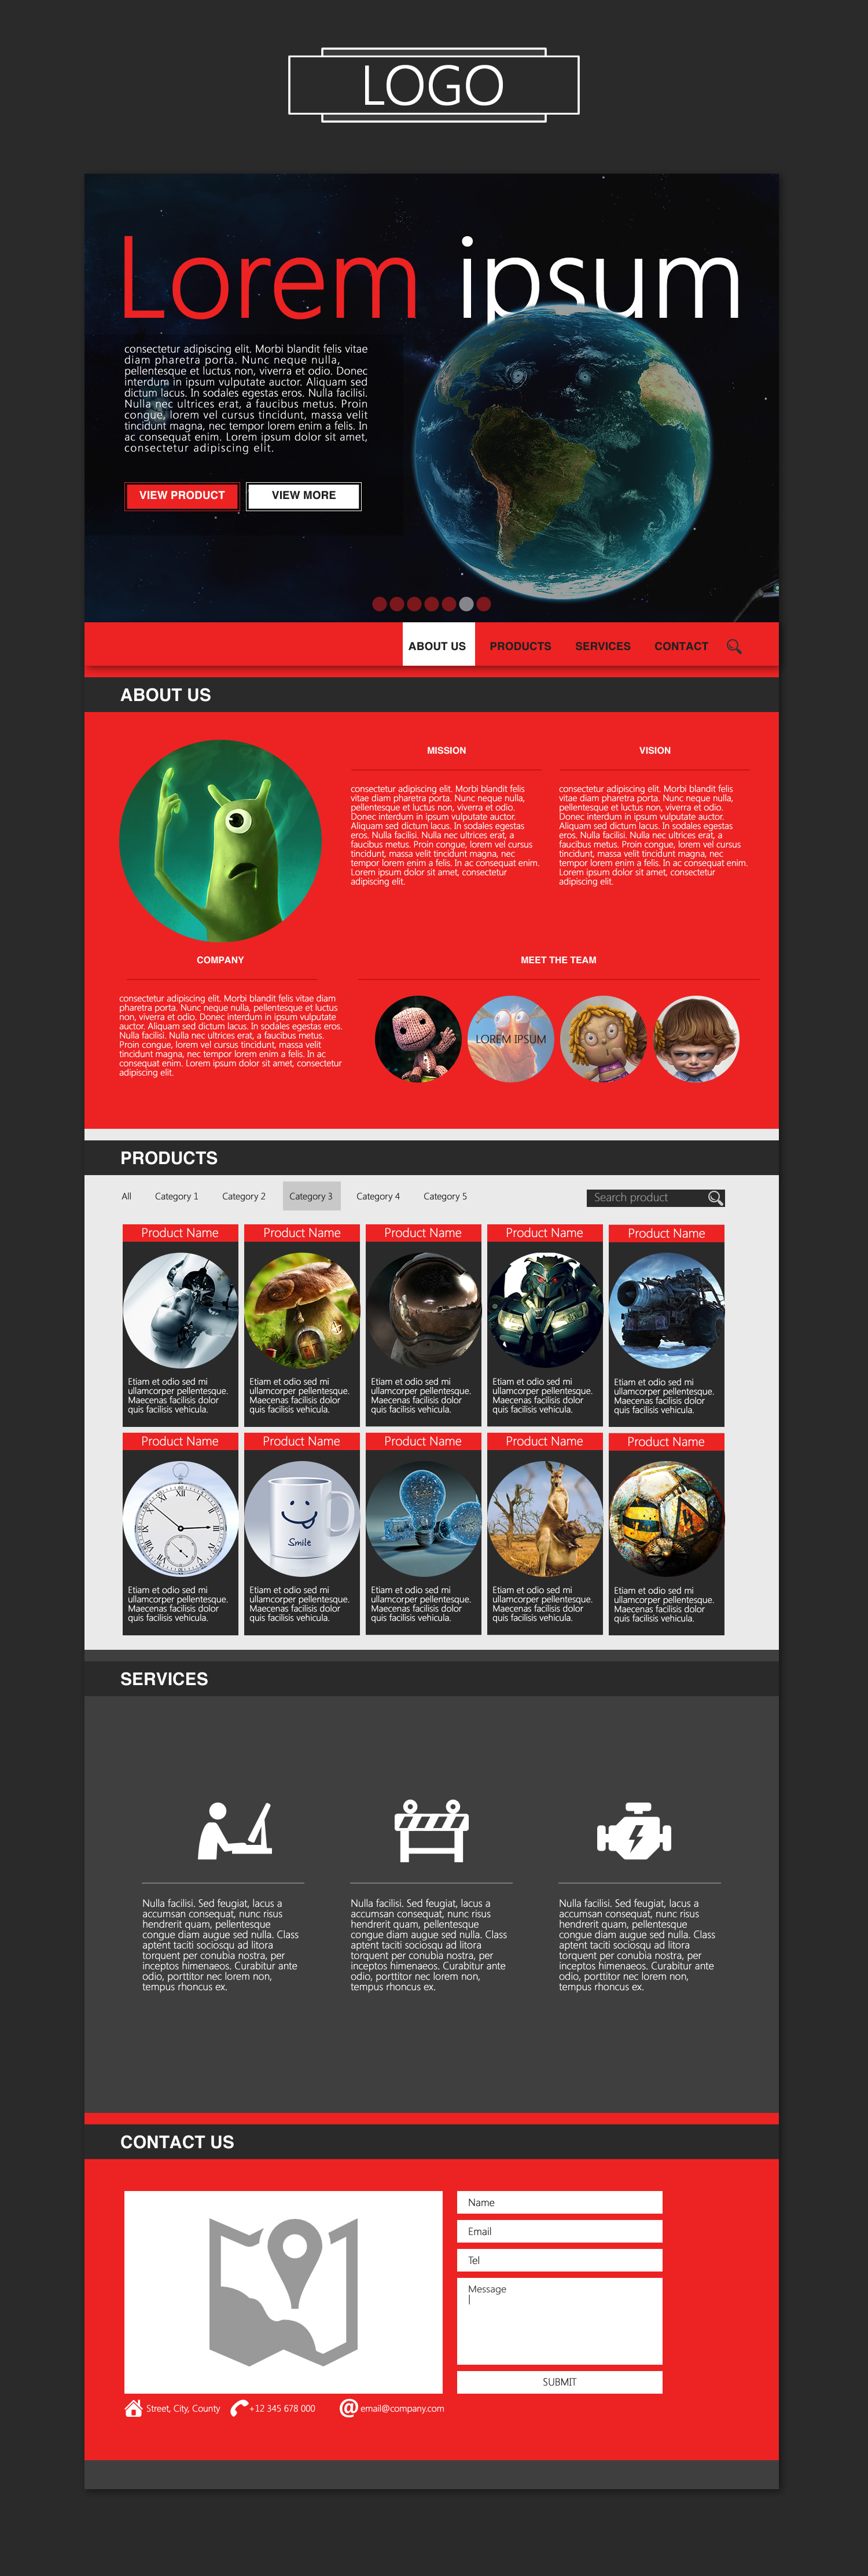 LOGO
Lorem ipsum
consectetur adipiscing elit. Morbi blandit felis vitae
diam pharetra porta. Nunc neque nulla,
pellentesque et luctus non, viverra et odio. Donec
interdum in ipsum vulputate auctor. Aliquam sed
dictum lacus. In sodales egestas eros. Nulla facilisi.
Nulla nec ultrices erat, a faucibus metus. Proin
congue, lorem vel cursus tincidunt, massa velit
tincidunt magna, nec tempor lorem enim a felis. In
ac consequat enim. Lorem ipsum dolor sit amet,
consectetur adipiscing elit.
VIEW PRODUCT
VIEW MORE
ABOUT US
PRODUCTS
SERVICES
CONTACT
ABOUT US
MISSION
consectetur adipiscing elit. Morbi blandit felis
vitae diam pharetra porta. Nunc neque nulla,
pellentesque et luctus non, viverra et odio.
Donec interdum in ipsum vulputate auctor.
Aliquam sed dictum lacus. In sodales egestas
eros. Nulla facilisi. Nulla nec ultrices erat, a
faucibus metus. Proin congue, lorem vel cursus
tincidunt, massa velit tincidunt magna, nec
tempor lorem enim a felis. In ac consequat enim.
Lorem ipsum dolor sit amet, consectetur
adipiscing elit.
VISION
consectetur adipiscing elit. Morbi blandit felis
vitae diam pharetra porta. Nunc neque nulla,
pellentesque et luctus non, viverra et odio.
Donec interdum in ipsum vulputate auctor.
Aliquam sed dictum lacus. In sodales egestas
eros. Nulla facilisi. Nulla nec ultrices erat, a
faucibus metus. Proin congue, lorem vel cursus
tincidunt, massa velit tincidunt magna, nec
tempor lorem enim a felis. In ac consequat enim.
Lorem ipsum dolor sit amet, consectetur
adipiscing elit.
COMPANY
consectetur adipiscing elit. Morbi blandit felis vitae diam
pharetra porta. Nunc neque nulla, pellentesque et luctus
non, viverra et odio. Donec interdum in ipsum vulputate
auctor. Aliquam sed dictum lacus. In sodales egestas eros.
Nulla facilisi. Nulla nec ultrices erat, a faucibus metus.
Proin congue, lorem vel cursus tincidunt, massa velit
tincidunt magna, nec tempor lorem enim a felis. In ac
consequat enim. Lorem ipsum dolor sit amet, consectetur
adipiscing elit.
MEET THE TEAM
LOREM IPSUM
PRODUCTS
All
Category 1
Category 2
Category 3
Category 4
Category 5
Search product
Product Name
Etiam et odio sed mi
ullamcorper pellentesque.
Maecenas facilisis dolor
quis facilisis vehicula.
Product Name
Etiam et odio sed mi
ullamcorper pellentesque.
Maecenas facilisis dolor
quis facilisis vehicula.
Product Name
Etiam et odio sed mi
ullamcorper pellentesque.
Maecenas facilisis dolor
quis facilisis vehicula.
Product Name
Etiam et odio sed mi
ullamcorper pellentesque.
Maecenas facilisis dolor
quis facilisis vehicula.
Product Name
Etiam et odio sed mi
ullamcorper pellentesque.
Maecenas facilisis dolor
quis facilisis vehicula.
Product Name
Etiam et odio sed mi
ullamcorper pellentesque.
Maecenas facilisis dolor
quis facilisis vehicula.
Product Name
Smile
Etiam et odio sed mi
ullamcorper pellentesque.
Maecenas facilisis dolor
quis facilisis vehicula.
Product Name
Etiam et odio sed mi
ullamcorper pellentesque.
Maecenas facilisis dolor
quis facilisis vehicula.
Product Name
Etiam et odio sed mi
ullamcorper pellentesque.
Maecenas facilisis dolor
quis facilisis vehicula.
Product Name
Etiam et odio sed mi
ullamcorper pellentesque.
Maecenas facilisis dolor
quis facilisis vehicula.
SERVICES
Nulla facilisi. Sed feugiat, lacus a
accumsan consequat, nunc risus
hendrerit quam, pellentesque
congue diam augue sed nulla. Class
aptent taciti sociosqu ad litora
torquent per conubia nostra, per
inceptos himenaeos. Curabitur ante
odio, porttitor nec lorem non,
tempus rhoncus ex.
Nulla facilisi. Sed feugiat, lacus a
accumsan consequat, nunc risus
hendrerit quam, pellentesque
congue diam augue sed nulla. Class
aptent taciti sociosqu ad litora
torquent per conubia nostra, per
inceptos himenaeos. Curabitur ante
odio, porttitor nec lorem non,
tempus rhoncus ex.
Nulla facilisi. Sed feugiat, lacus a
accumsan consequat, nunc risus
hendrerit quam, pellentesque
congue diam augue sed nulla. Class
aptent taciti sociosqu ad litora
torquent per conubia nostra, per
inceptos himenaeos. Curabitur ante
odio, porttitor nec lorem non,
tempus rhoncus ex.
CONTACT US
Name
Email
Tel
Message
SUBMIT
Street, City, County
+12 345 678 000
@ email@company.com